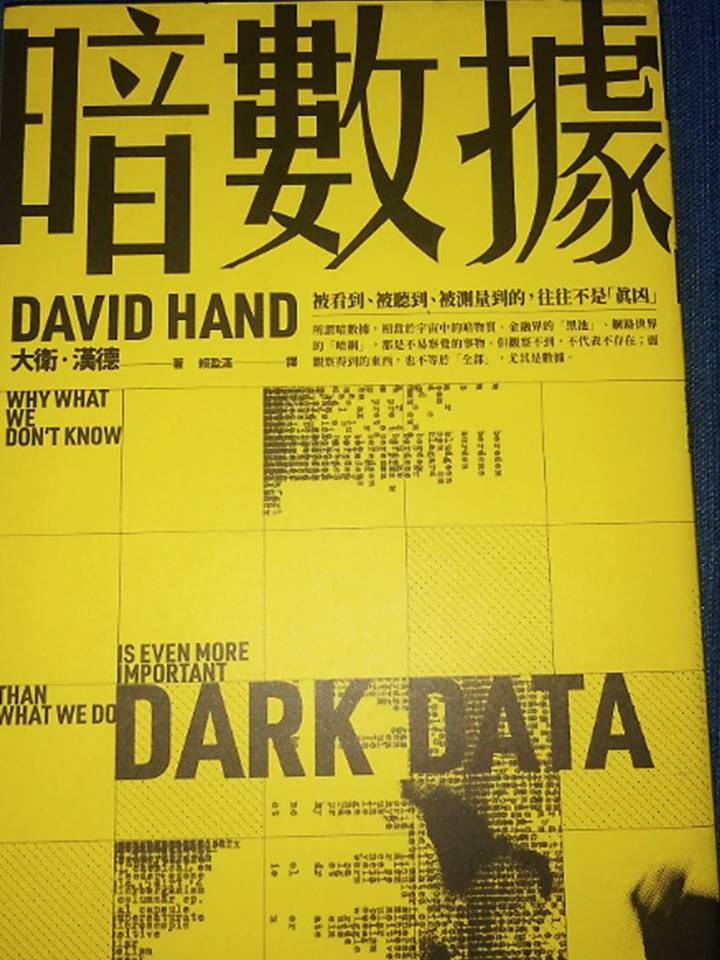 暗數據
DAVID HAND
大衛·漢德 著 賴盈滿 譯
被看到、被聽到、被測量到的，往往不是「眞凶」
所謂暗數據，相當於宇宙中的暗物質、金融界的「黑池」、網路世界
的「暗網」，都是不易察覺的事物。但觀察不到，不代表不存在；而
觀察得到的東西，也不等於「全部」，尤其是數據。
WHY WHAT
WE
DON'T KNOW
IS EVEN MORE
IMPORTANT
THAN
WHAT WE DO
DARK DATA